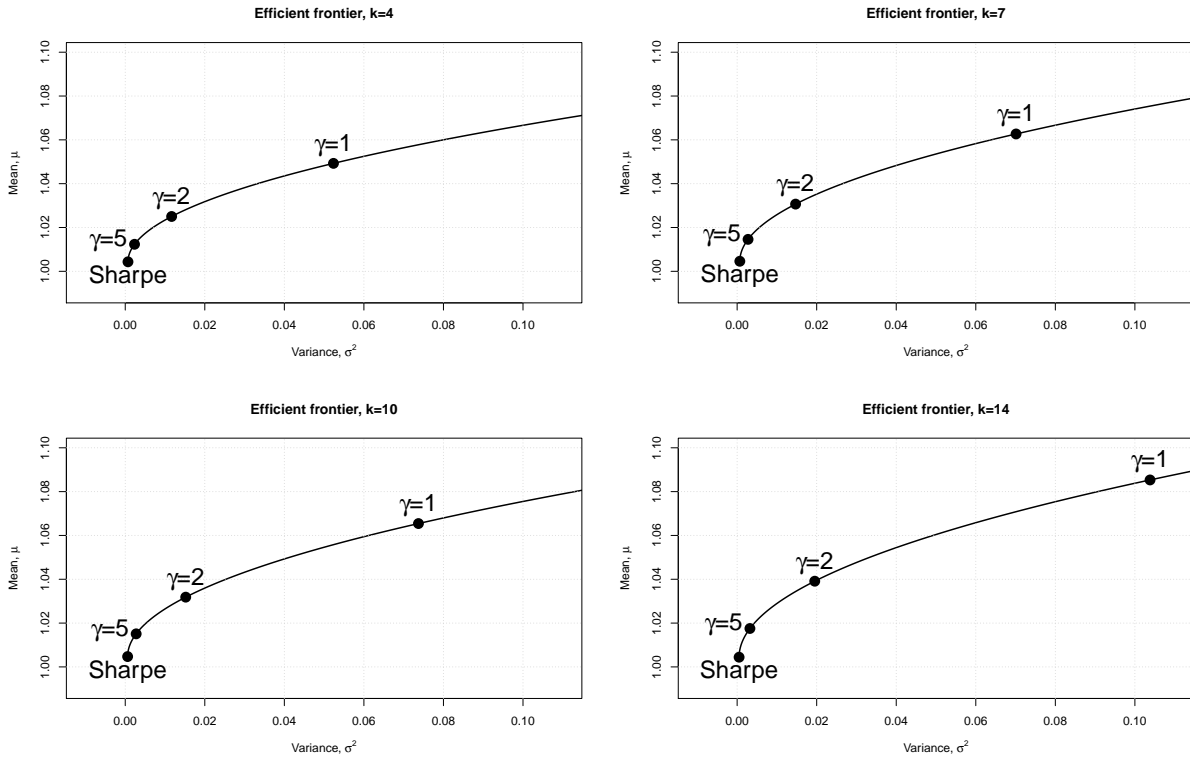 Efficient frontier, k=4
Mean, μ
1.10
1.08
1.06
1.04
1.02
1.00
γ=1
γ=2
γ=5
Sharpe
0.00 0.02 0.04 0.06 0.08 0.10
Variance, σ²
Efficient frontier, k=7
Mean, μ
1.10
1.08
1.06
1.04
1.02
1.00
γ=1
γ=2
γ=5
Sharpe
0.00 0.02 0.04 0.06 0.08 0.10
Variance, σ²
Efficient frontier, k=10
Mean, μ
1.10
1.08
1.06
1.04
1.02
1.00
γ=1
γ=2
γ=5
Sharpe
0.00 0.02 0.04 0.06 0.08 0.10
Variance, σ²
Efficient frontier, k=14
Mean, μ
1.10
1.08
1.06
1.04
1.02
1.00
γ=1
γ=2
γ=5
Sharpe
0.00 0.02 0.04 0.06 0.08 0.10
Variance, σ²